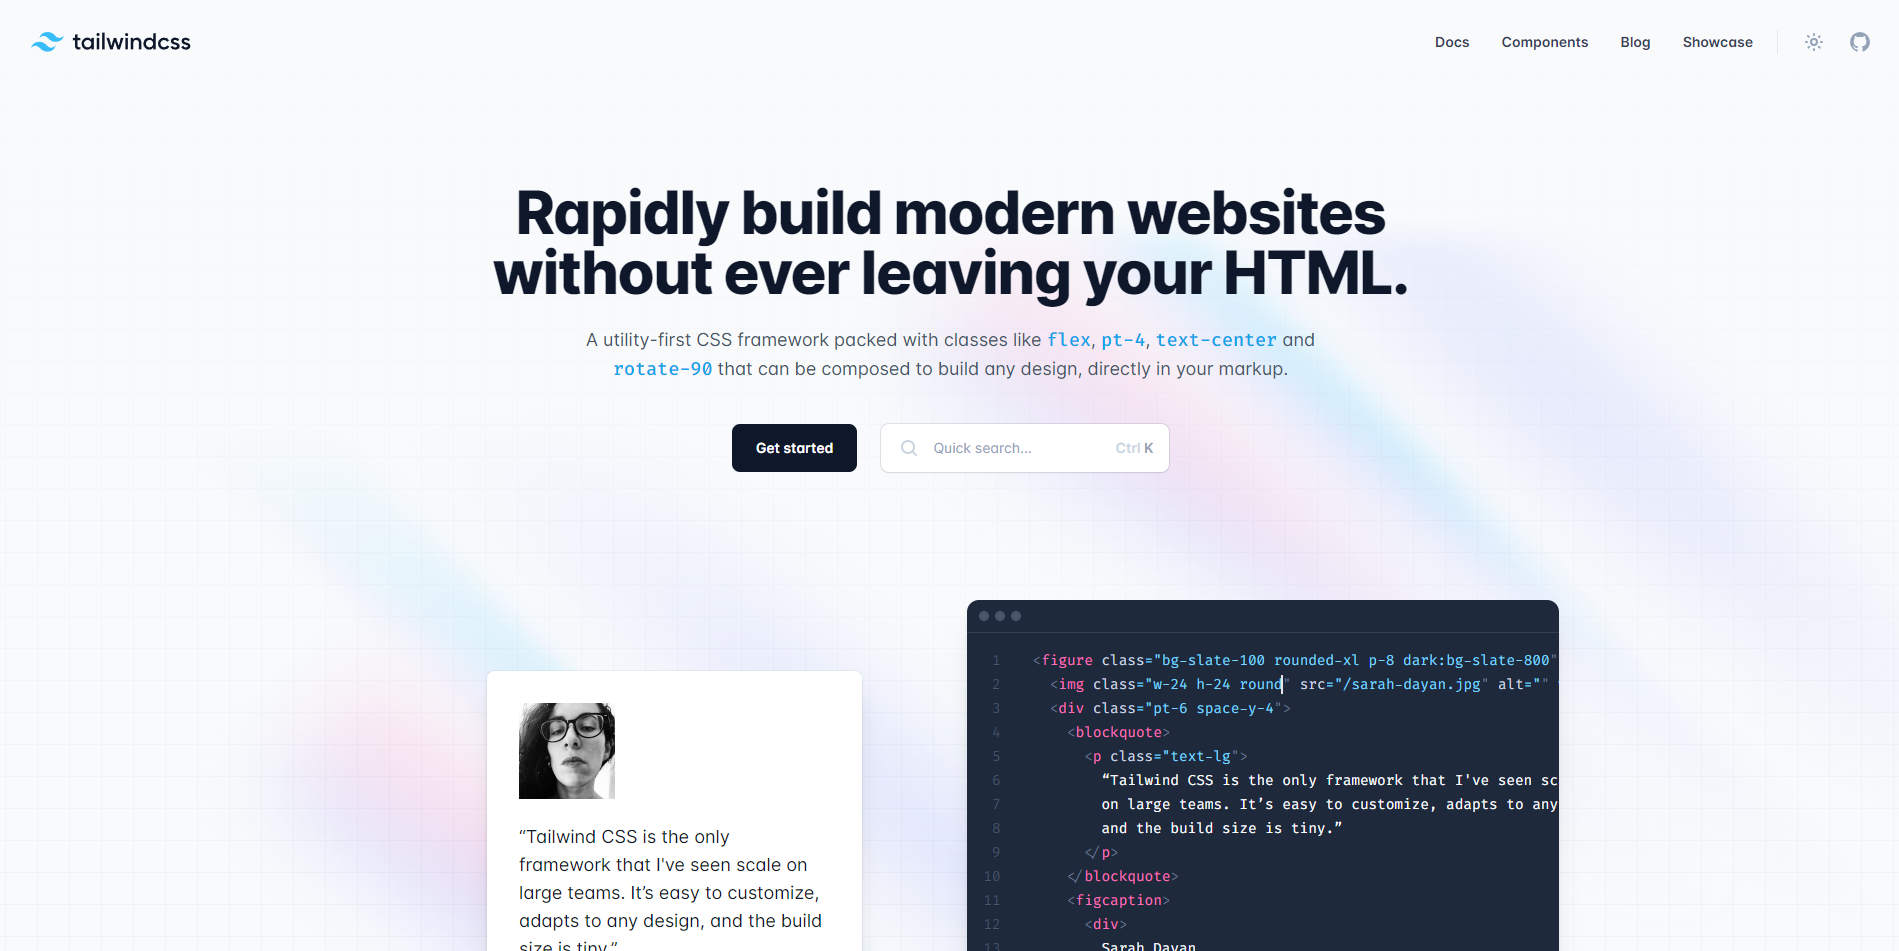 tailwindcss
Docs Components Blog Showcase
Rapidly build modern websites
without ever leaving your HTML.
A utility-first CSS framework packed with classes like flex, pt-4, text-center and
rotate-90 that can be composed to build any design, directly in your markup.
Get started
Quick search... Ctrl K
“Tailwind CSS is the only
framework that I've seen scale on
large teams. It’s easy to customize,
adapts to any design, and the build
size is tiny.”
1 <figure class="bg-slate-100 rounded-xl p-8 dark:bg-slate-800"
2 <img class="w-24 h-24 round" src="/sarah-dayan.jpg" alt=""
3 <div class="pt-6 space-y-4">
4 <blockquote>
5 <p class="text-lg">
6 “Tailwind CSS is the only framework that I've seen sc
7 on large teams. It’s easy to customize, adapts to any
8 and the build size is tiny.”
9 </p>
10 </blockquote>
11 <figcaption>
12 <div>
13 Sarah Dayan